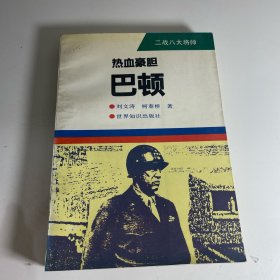 二战八大将帅
热血豪胆
巴顿
●刘文涛 柯春桥 著
●世界知识出版社